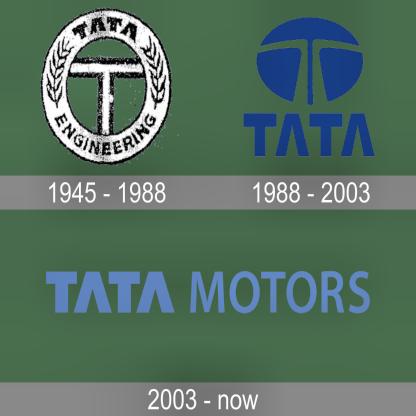 TATA
ENGINEERING
TATA
1945 - 1988
1988 - 2003
TATA MOTORS
2003 - now